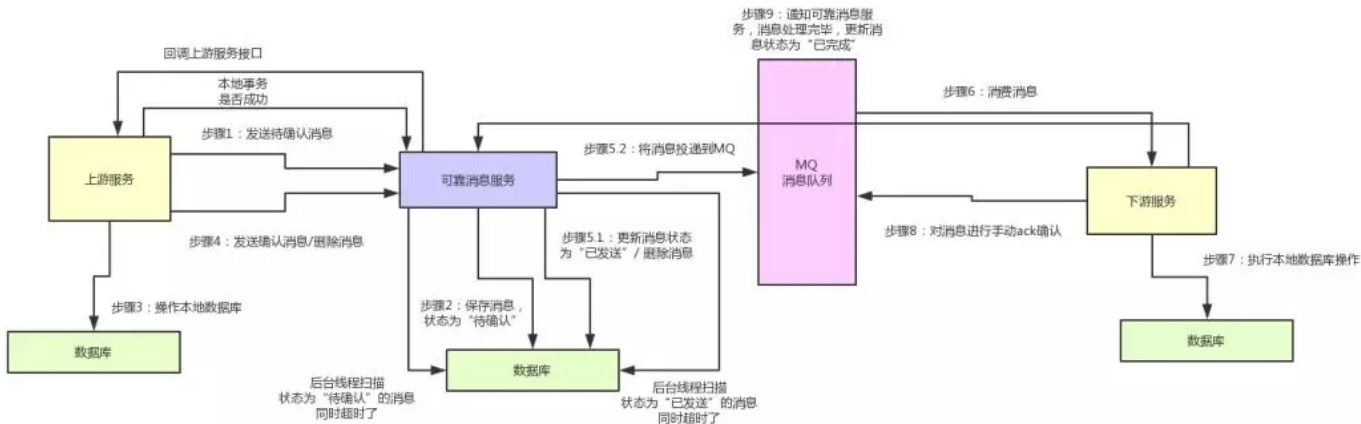 步骤9：通知可靠消息服
务，消息处理完毕，更新消
息状态为“已完成”
回调上游服务接口
本地事务
是否成功
步骤6：消费消息
步骤1：发送待确认消息
步骤5.2：将消息投递到MQ
MQ
消息队列
上游服务
可靠消息服务
下游服务
步骤4：发送确认消息/删除消息
步骤5.1：更新消息状态
为“已发送”/ 删除消息
步骤8：对消息进行手动ack确认
步骤7：执行本地数据库操作
步骤3：操作本地数据库
步骤2：保存消息，
状态为“待确认”
数据库
数据库
数据库
后台线程扫描
状态为“待确认”的消息
同时超时了
后台线程扫描
状态为“已发送”的消息
同时超时了